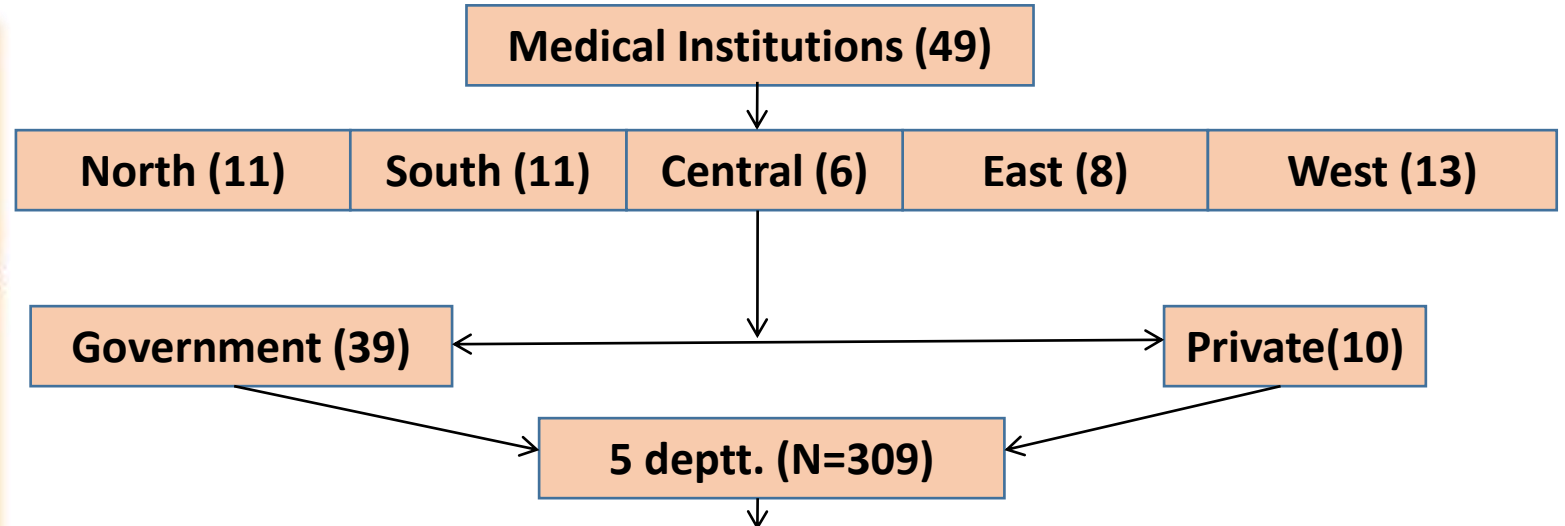 Medical Institutions (49)
North (11) South (11) Central (6) East (8) West (13)
Government (39) Private(10)
5 deptt. (N=309)